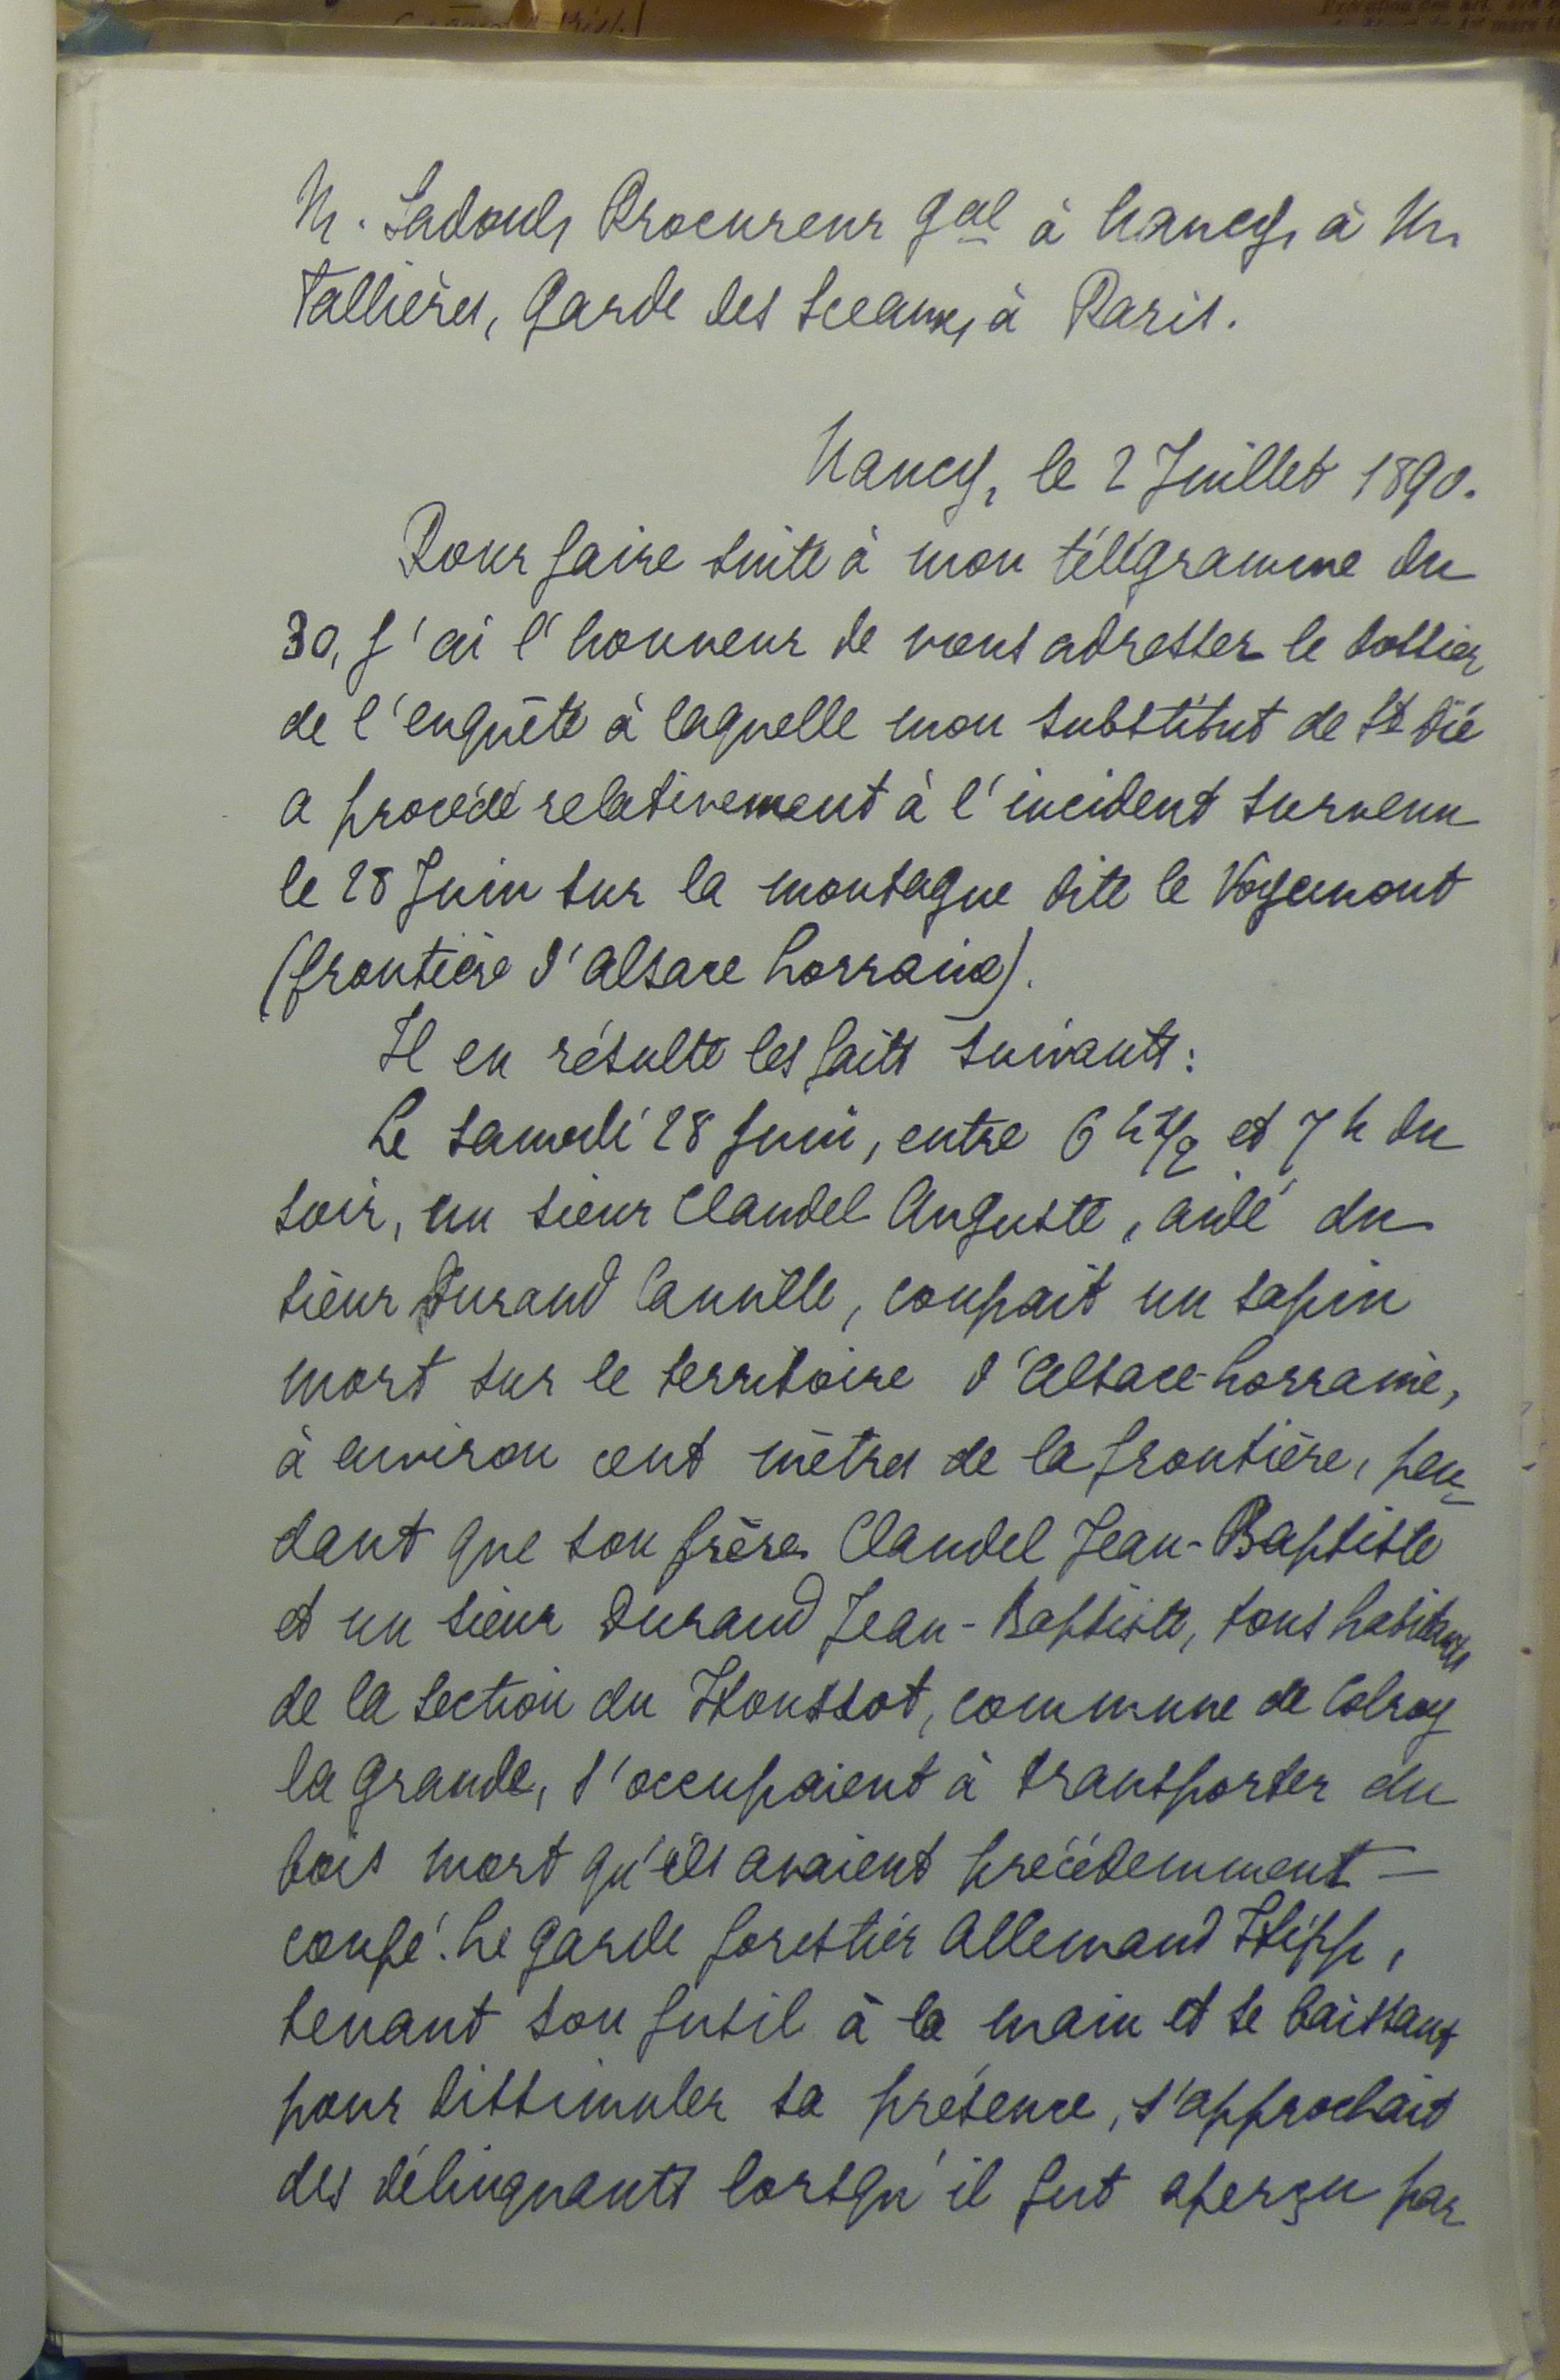 M. Sadoul, Procureur gal à Nancy, à M.
Fallières, Garde des Sceaux, à Paris.
Nancy, le 2 Juillet 1890.
Pour faire suite à mon télégramme du
30, j'ai l'honneur de vous adresser le dossier
de l'enquête à laquelle mon substitut de St Dié
a procédé relativement à l'incident survenu
le 28 Juin sur la montagne dite le Voyemont
(frontière d'Alsace Lorraine).
Il en résulte les faits suivants :
Le samedi 28 Juin, entre 6 h 1/2 et 7 h du
soir, un sieur Claudel Auguste, aidé du
sieur Durand Camille, coupait un sapin
mort sur le territoire d'Alsace-Lorraine,
à environ cent mètres de la frontière, pen-
dant que son frère Claudel Jean-Baptiste
et un sieur Durand Jean-Baptiste, tous habitants
de la section du Houssot, commune de Colroy
la Grande, s'occupaient à transporter du
bois mort qu'ils avaient précédemment -
coupé. Le garde forestier Allemand Hipp,
tenant son fusil à la main et se baissant
pour dissimuler sa présence, s'approchait
des délinquants lorsqu'il fut aperçu par